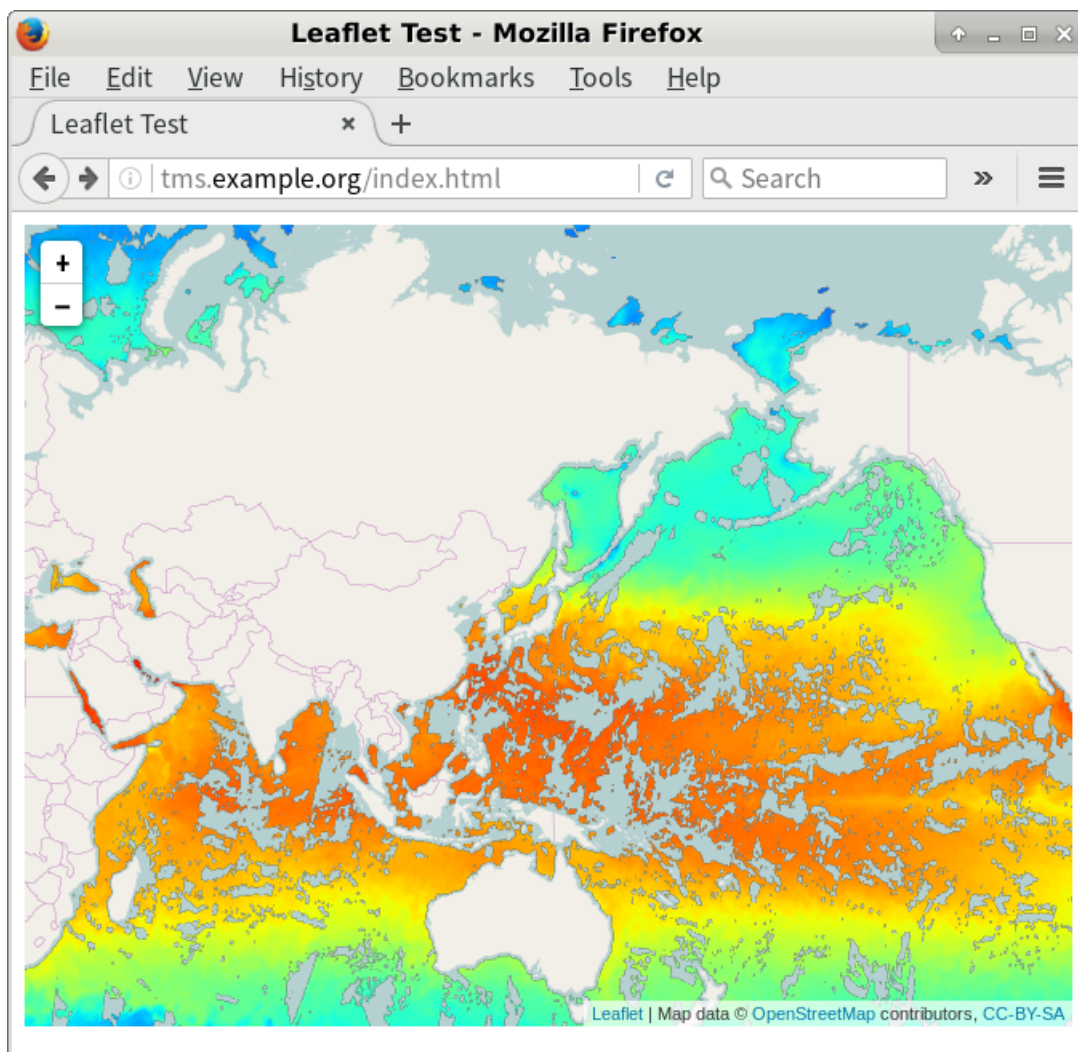 Leaflet Test - Mozilla Firefox
File Edit View History Bookmarks Tools Help
Leaflet Test × +
tms.example.org/index.html Search »
+
−
Leaflet | Map data © OpenStreetMap contributors, CC-BY-SA